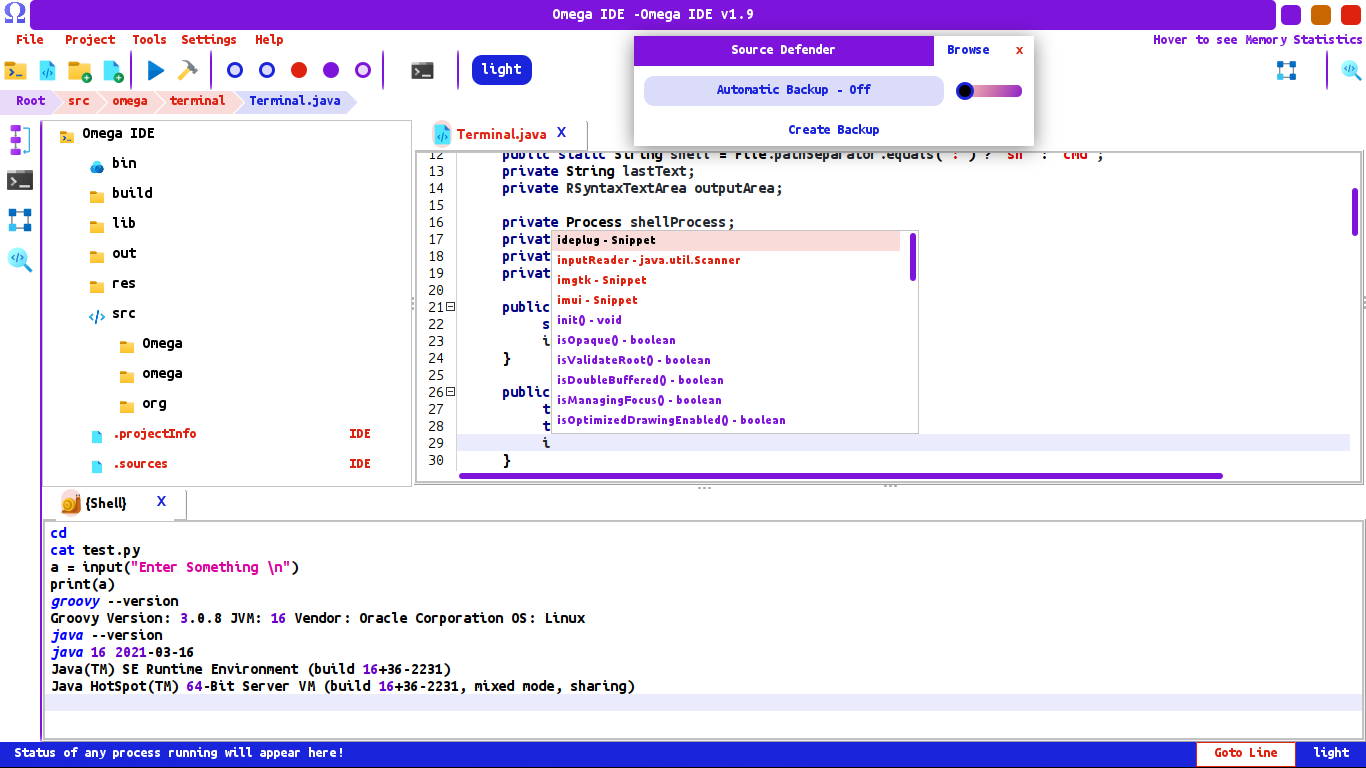 Omega IDE -Omega IDE v1.9
File Project Tools Settings Help
Hover to see Memory Statistics
light
Root src omega terminal Terminal.java
Source Defender Browse x
Automatic Backup - Off
Create Backup
Omega IDE
bin
build
lib
out
res
src
Omega
omega
org
.projectInfo IDE
.sources IDE
Terminal.java X
12 public static String shell = File.pathSeparator.equals(":") ? "sh" : "cmd";
13 private String lastText;
14 private RSyntaxTextArea outputArea;
15
16 private Process shellProcess;
17 privat
18 privat
19 privat
20
21 public
22 s
23 i
24 }
25
26 public
27 t
28 t
29 i
30 }
ideplug - Snippet
inputReader - java.util.Scanner
imgtk - Snippet
imui - Snippet
init() - void
isOpaque() - boolean
isValidateRoot() - boolean
isDoubleBuffered() - boolean
isManagingFocus() - boolean
isOptimizedDrawingEnabled() - boolean
{Shell} X
cd
cat test.py
a = input("Enter Something \n")
print(a)
groovy --version
Groovy Version: 3.0.8 JVM: 16 Vendor: Oracle Corporation OS: Linux
java --version
java 16 2021-03-16
Java(TM) SE Runtime Environment (build 16+36-2231)
Java HotSpot(TM) 64-Bit Server VM (build 16+36-2231, mixed mode, sharing)
Status of any process running will appear here!
Goto Line light